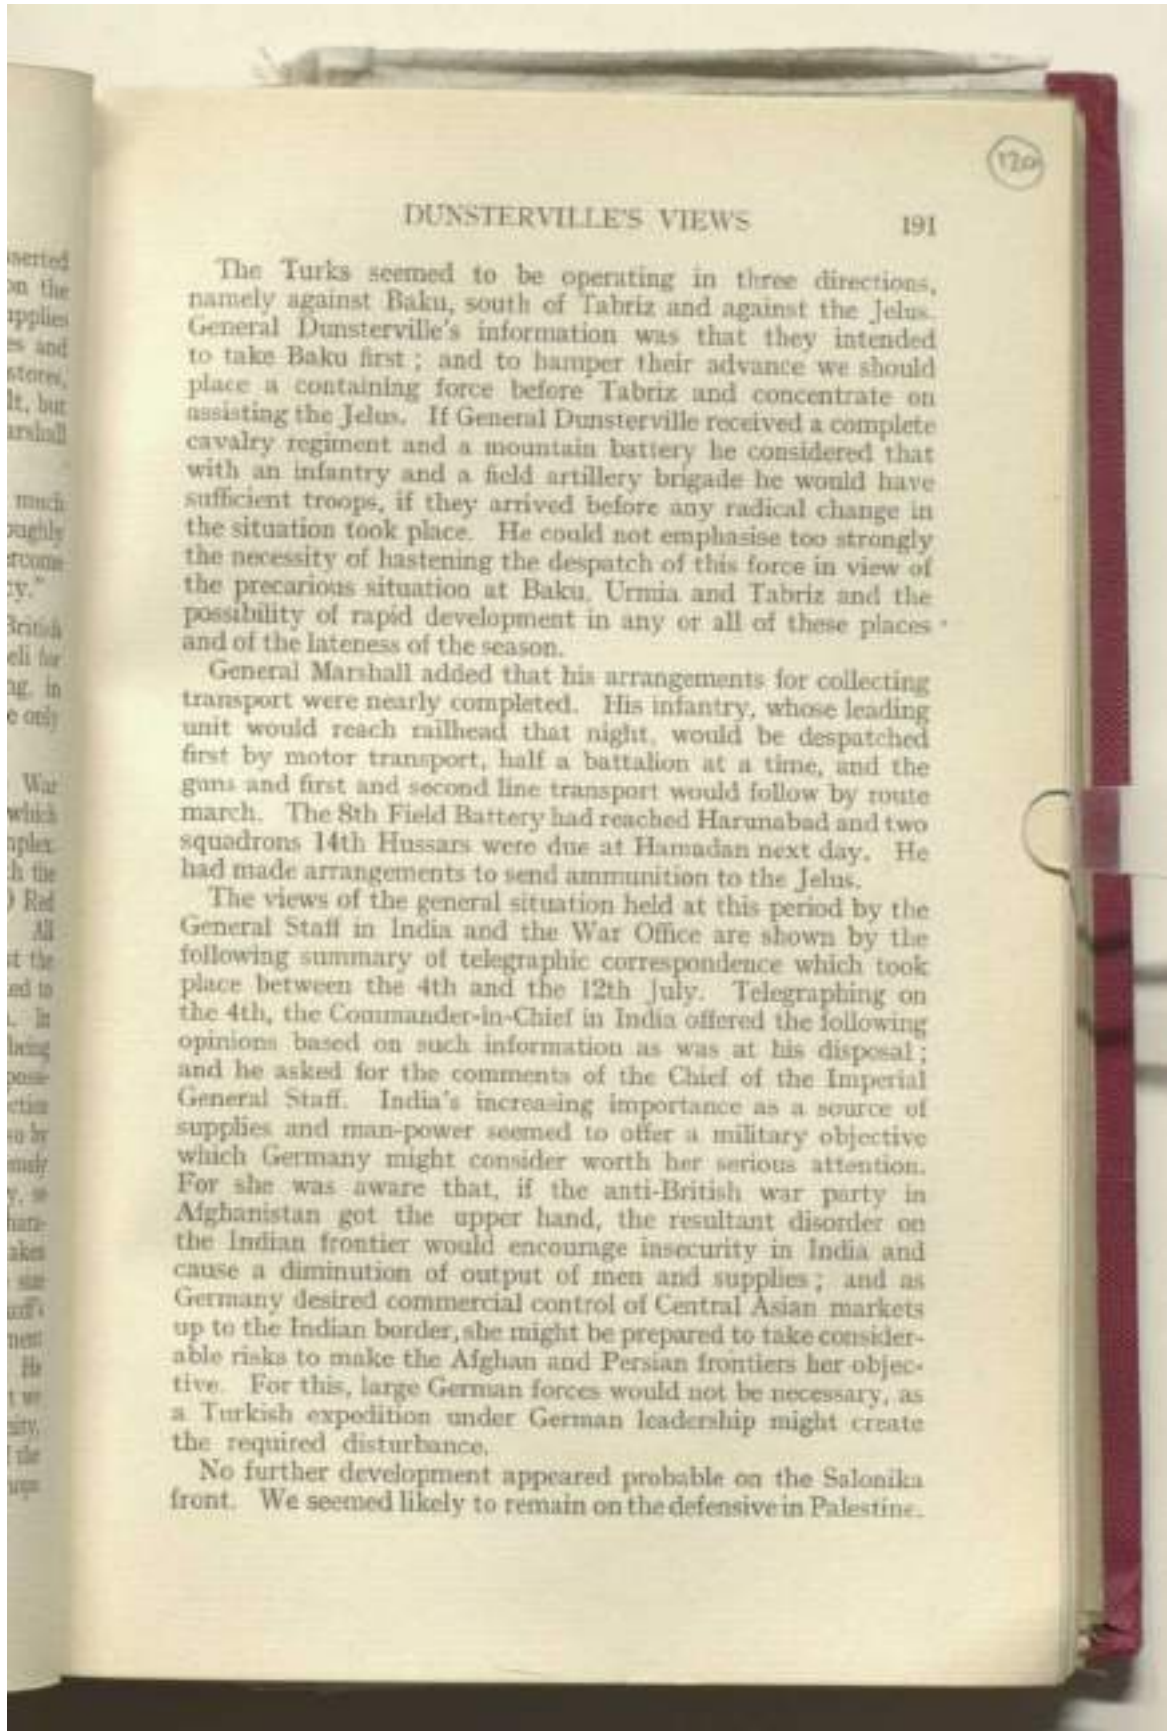 120
DUNSTERVILLE'S VIEWS 191
The Turks seemed to be operating in three directions,
namely against Baku, south of Tabriz and against the Jelus.
General Dunsterville's information was that they intended
to take Baku first ; and to hamper their advance we should
place a containing force before Tabriz and concentrate on
assisting the Jelus. If General Dunsterville received a complete
cavalry regiment and a mountain battery he considered that
with an infantry and a field artillery brigade he would have
sufficient troops, if they arrived before any radical change in
the situation took place. He could not emphasise too strongly
the necessity of hastening the despatch of this force in view of
the precarious situation at Baku, Urmia and Tabriz and the
possibility of rapid development in any or all of these places
and of the lateness of the season.
General Marshall added that his arrangements for collecting
transport were nearly completed. His infantry, whose leading
unit would reach railhead that night, would be despatched
first by motor transport, half a battalion at a time, and the
guns and first and second line transport would follow by route
march. The 8th Field Battery had reached Harunabad and two
squadrons 14th Hussars were due at Hamadan next day. He
had made arrangements to send ammunition to the Jelus.
The views of the general situation held at this period by the
General Staff in India and the War Office are shown by the
following summary of telegraphic correspondence which took
place between the 4th and the 12th July. Telegraphing on
the 4th, the Commander-in-Chief in India offered the following
opinions based on such information as was at his disposal ;
and he asked for the comments of the Chief of the Imperial
General Staff. India's increasing importance as a source of
supplies and man-power seemed to offer a military objective
which Germany might consider worth her serious attention.
For she was aware that, if the anti-British war party in
Afghanistan got the upper hand, the resultant disorder on
the Indian frontier would encourage insecurity in India and
cause a diminution of output of men and supplies ; and as
Germany desired commercial control of Central Asian markets
up to the Indian border, she might be prepared to take consider-
able risks to make the Afghan and Persian frontiers her objec-
tive. For this, large German forces would not be necessary, as
a Turkish expedition under German leadership might create
the required disturbance.
No further development appeared probable on the Salonika
front. We seemed likely to remain on the defensive in Palestine.